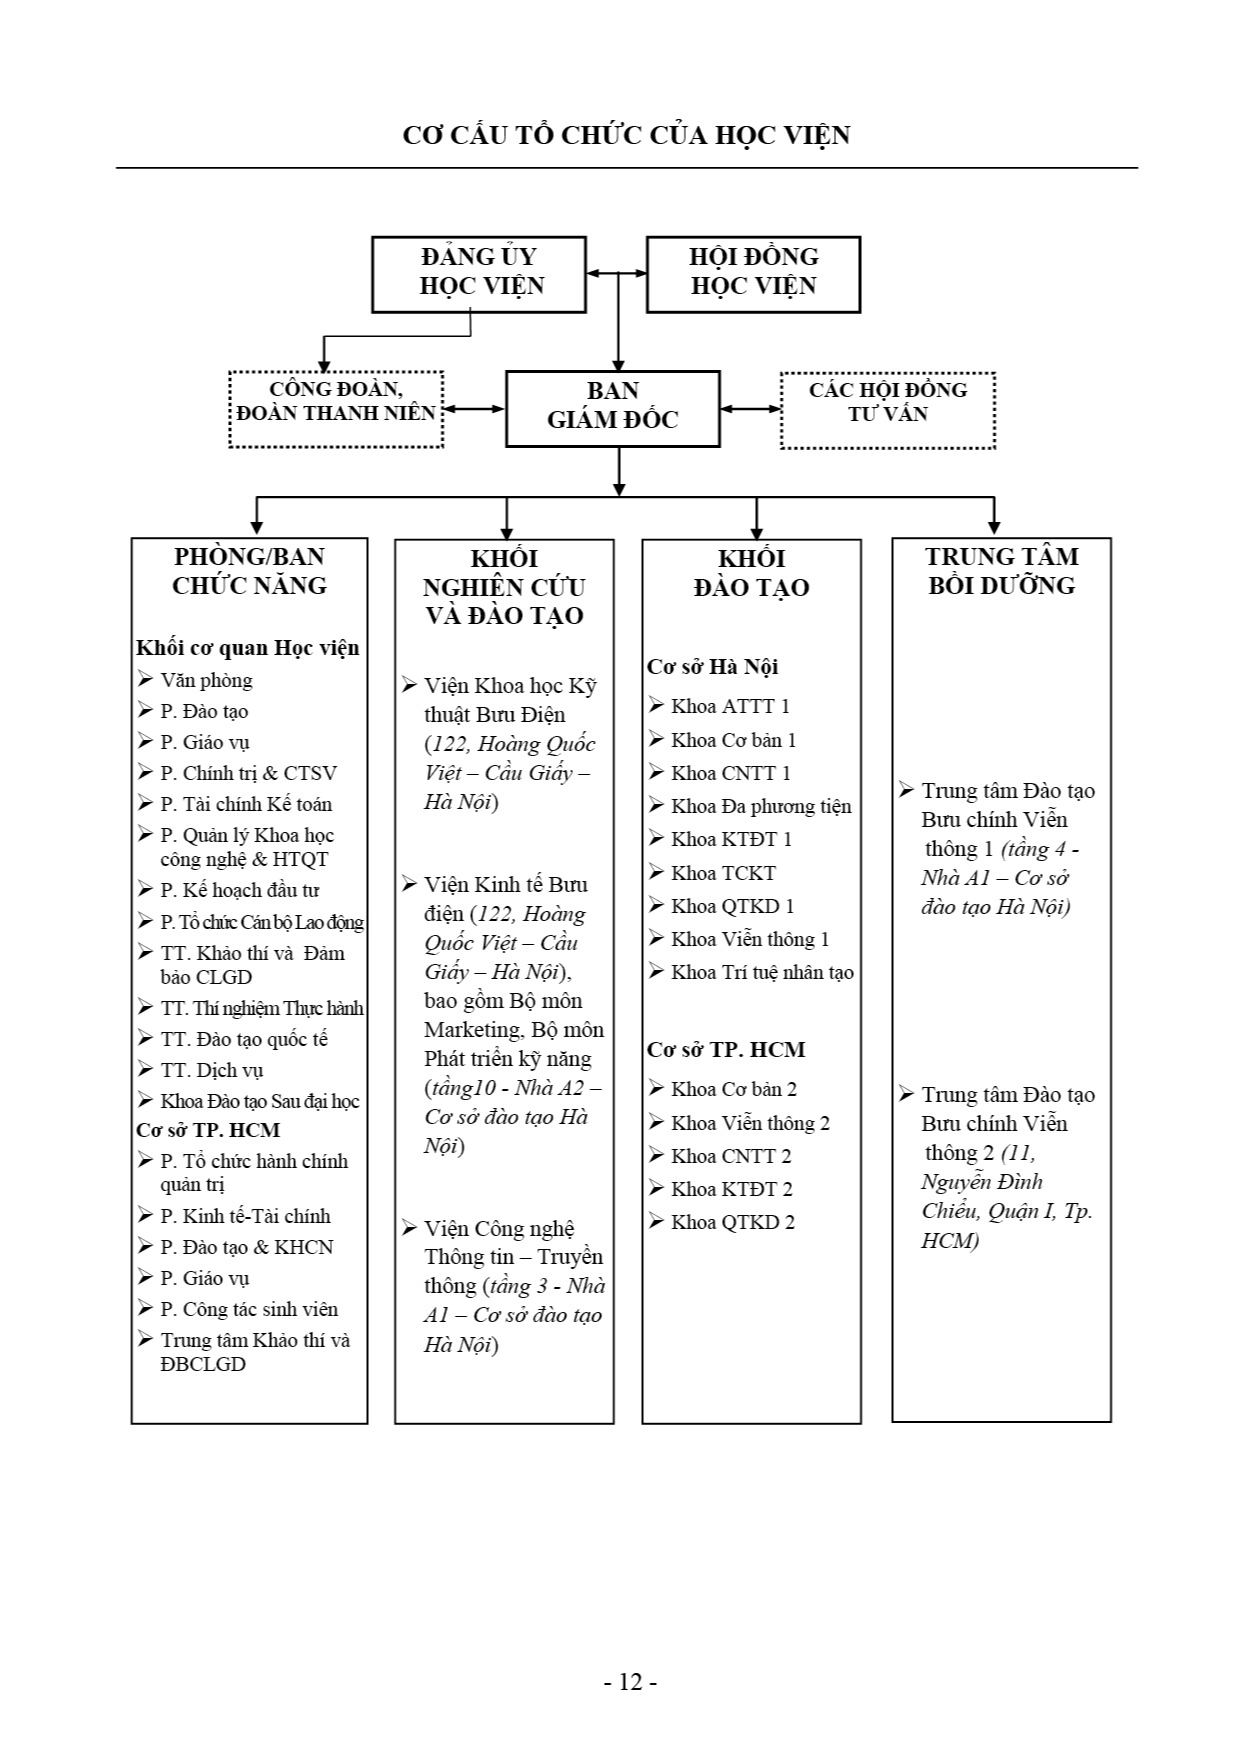 CƠ CẤU TỔ CHỨC CỦA HỌC VIỆN
ĐẢNG ỦY
HỌC VIỆN
HỘI ĐỒNG
HỌC VIỆN
CÔNG ĐOÀN,
ĐOÀN THANH NIÊN
BAN
GIÁM ĐỐC
CÁC HỘI ĐỒNG
TƯ VẤN
PHÒNG/BAN
CHỨC NĂNG
Khối cơ quan Học viện
➢ Văn phòng
➢ P. Đào tạo
➢ P. Giáo vụ
➢ P. Chính trị & CTSV
➢ P. Tài chính Kế toán
➢ P. Quản lý Khoa học
công nghệ & HTQT
➢ P. Kế hoạch đầu tư
➢ P. Tổ chức Cán bộ Lao động
➢ TT. Khảo thí và Đảm
bảo CLGD
➢ TT. Thí nghiệm Thực hành
➢ TT. Đào tạo quốc tế
➢ TT. Dịch vụ
➢ Khoa Đào tạo Sau đại học
Cơ sở TP. HCM
➢ P. Tổ chức hành chính
quản trị
➢ P. Kinh tế-Tài chính
➢ P. Đào tạo & KHCN
➢ P. Giáo vụ
➢ P. Công tác sinh viên
➢ Trung tâm Khảo thí và
ĐBCLGD
KHỐI
NGHIÊN CỨU
VÀ ĐÀO TẠO
➢ Viện Khoa học Kỹ
thuật Bưu Điện
(122, Hoàng Quốc
Việt – Cầu Giấy –
Hà Nội)
➢ Viện Kinh tế Bưu
điện (122, Hoàng
Quốc Việt – Cầu
Giấy – Hà Nội),
bao gồm Bộ môn
Marketing, Bộ môn
Phát triển kỹ năng
(tầng10 - Nhà A2 –
Cơ sở đào tạo Hà
Nội)
➢ Viện Công nghệ
Thông tin – Truyền
thông (tầng 3 - Nhà
A1 – Cơ sở đào tạo
Hà Nội)
KHỐI
ĐÀO TẠO
Cơ sở Hà Nội
➢ Khoa ATTT 1
➢ Khoa Cơ bản 1
➢ Khoa CNTT 1
➢ Khoa Đa phương tiện
➢ Khoa KTĐT 1
➢ Khoa TCKT
➢ Khoa QTKD 1
➢ Khoa Viễn thông 1
➢ Khoa Trí tuệ nhân tạo
Cơ sở TP. HCM
➢ Khoa Cơ bản 2
➢ Khoa Viễn thông 2
➢ Khoa CNTT 2
➢ Khoa KTĐT 2
➢ Khoa QTKD 2
TRUNG TÂM
BỒI DƯỠNG
➢ Trung tâm Đào tạo
Bưu chính Viễn
thông 1 (tầng 4 -
Nhà A1 – Cơ sở
đào tạo Hà Nội)
➢ Trung tâm Đào tạo
Bưu chính Viễn
thông 2 (11,
Nguyễn Đình
Chiểu, Quận I, Tp.
HCM)
- 12 -